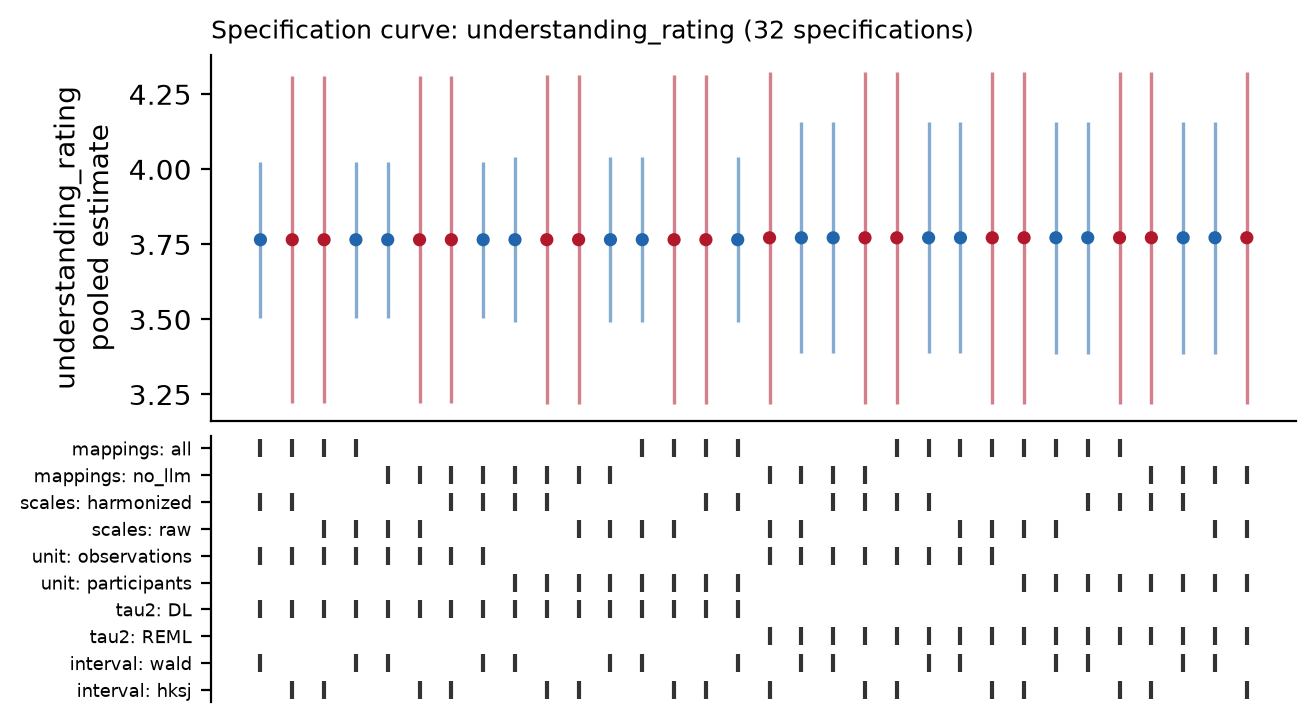 Specification curve: understanding_rating (32 specifications)
understanding_rating
pooled estimate
4.25
4.00
3.75
3.50
3.25
mappings: all
mappings: no_llm
scales: harmonized
scales: raw
unit: observations
unit: participants
tau2: DL
tau2: REML
interval: wald
interval: hksj